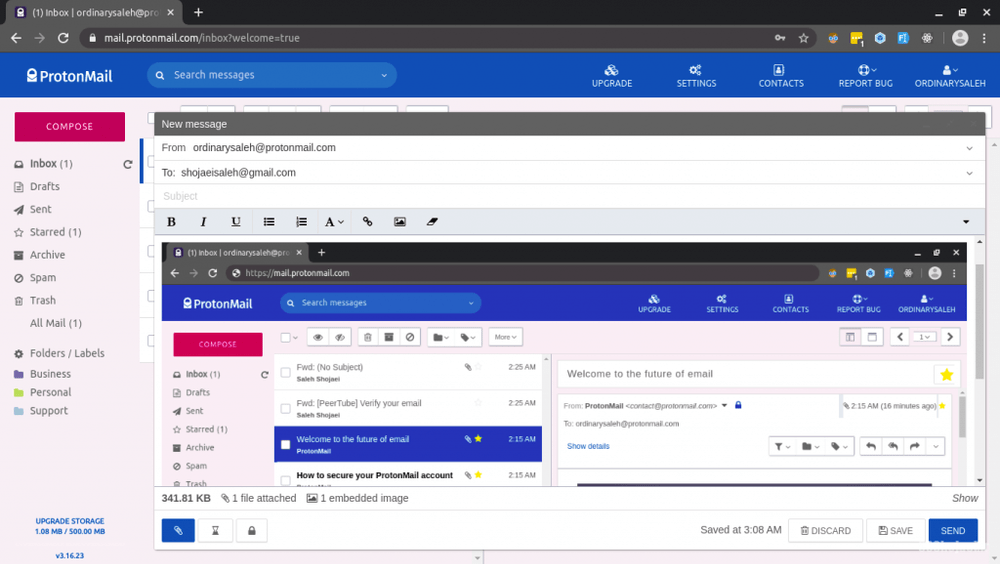 (1) Inbox | ordinarysaleh@pro
mail.protonmail.com/inbox?welcome=true
ProtonMail
Search messages
UPGRADE
SETTINGS
CONTACTS
REPORT BUG
ORDINARYSALEH
COMPOSE
Inbox (1)
Drafts
Sent
Starred (1)
Archive
Spam
Trash
All Mail (1)
Folders / Labels
Business
Personal
Support
UPGRADE STORAGE
1.08 MB / 500.00 MB
v3.16.23
New message
From ordinarysaleh@protonmail.com
To: shojaeisaleh@gmail.com
Subject
B I U A
(1) Inbox | ordinarysaleh@pro
https://mail.protonmail.com
ProtonMail
Search messages
UPGRADE
SETTINGS
CONTACTS
REPORT BUG
ORDINARYSALEH
COMPOSE
More
1
Inbox (1)
Drafts
Sent
Starred (1)
Archive
Spam
Trash
Fwd: (No Subject) 2:25 AM
Saleh Shojaei
Fwd: [PeerTube] Verify your email 2:25 AM
Saleh Shojaei
Welcome to the future of email 2:15 AM
ProtonMail
How to secure your ProtonMail account 2:15 AM
Welcome to the future of email
From: ProtonMail <contact@protonmail.com> 2:15 AM (16 minutes ago)
To: ordinarysaleh@protonmail.com
Show details
341.81 KB 1 file attached 1 embedded image Show
Saved at 3:08 AM DISCARD SAVE SEND